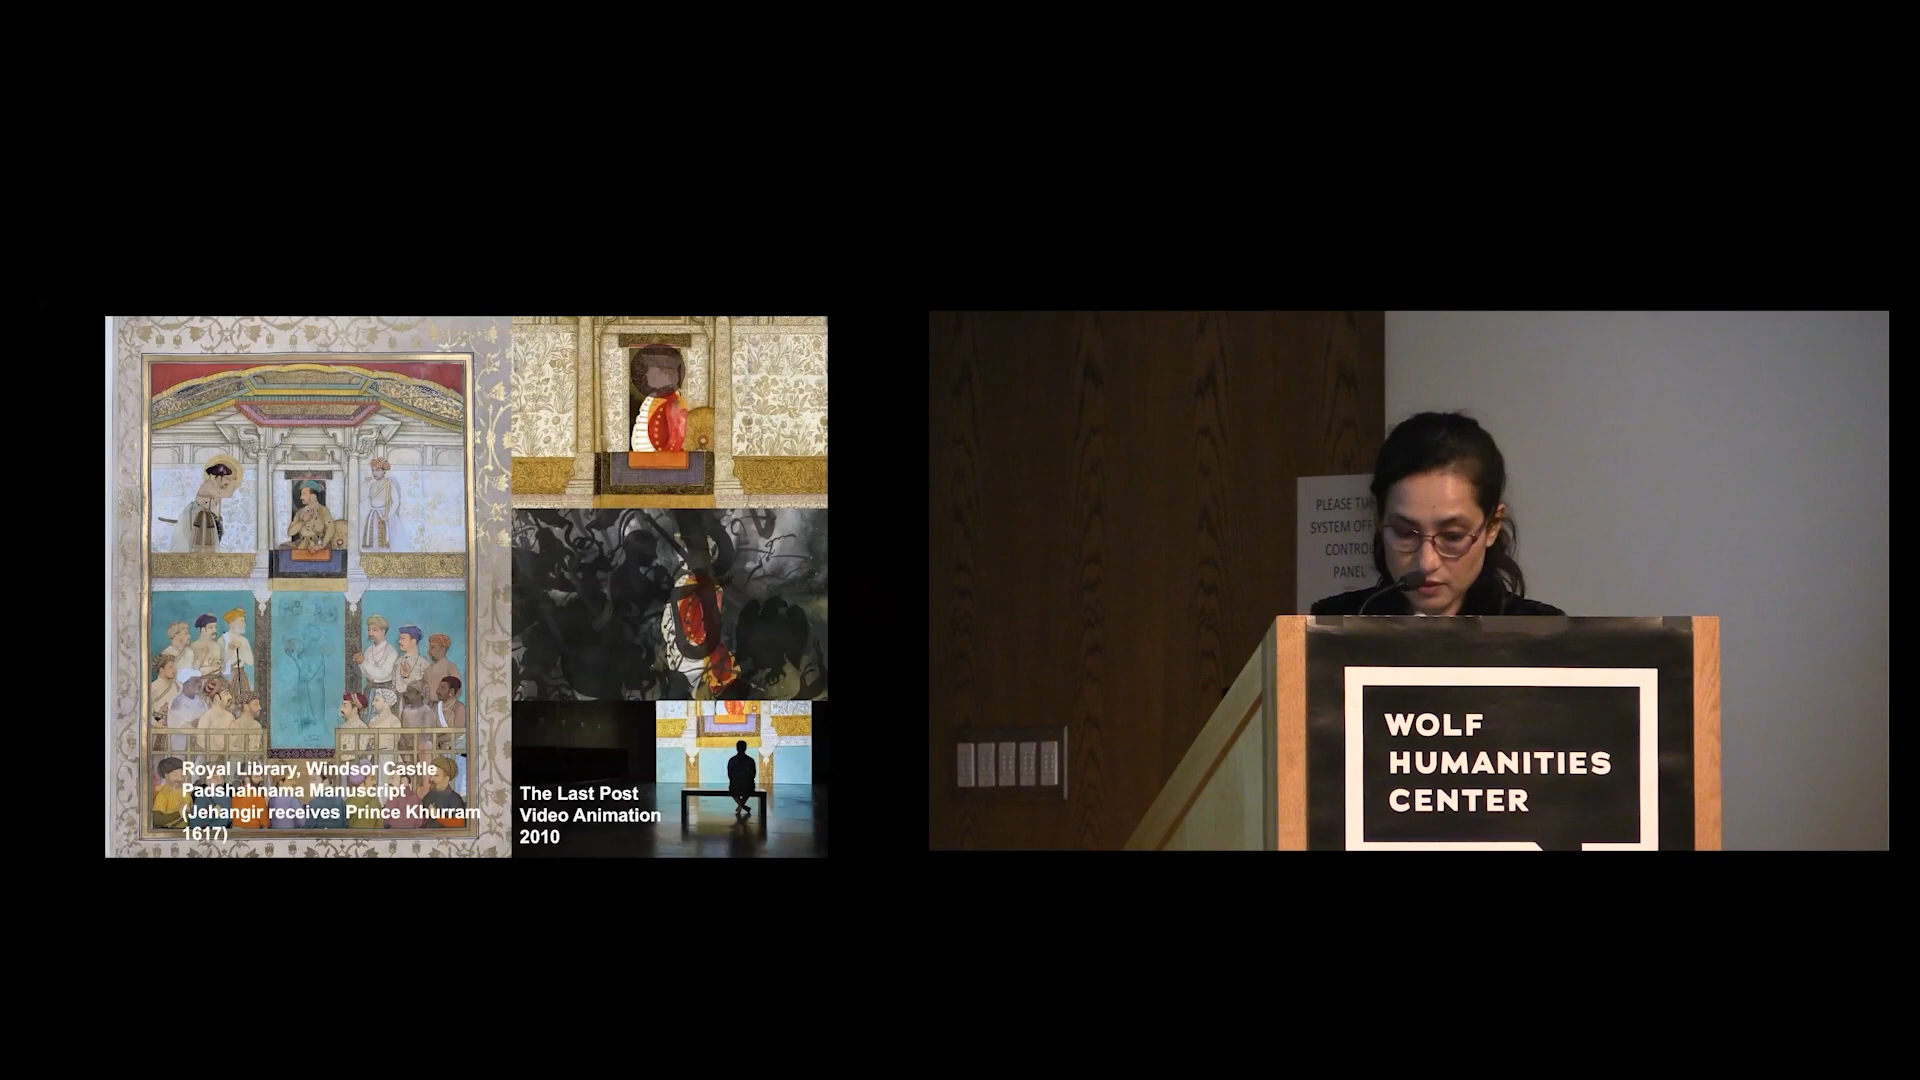 Royal Library, Windsor Castle
Padshahnama Manuscript
(Jehangir receives Prince Khurram
1617)
The Last Post
Video Animation
2010
PLEASE
SYSTEM OFF
CONTROL
PANEL
WOLF
HUMANITIES
CENTER